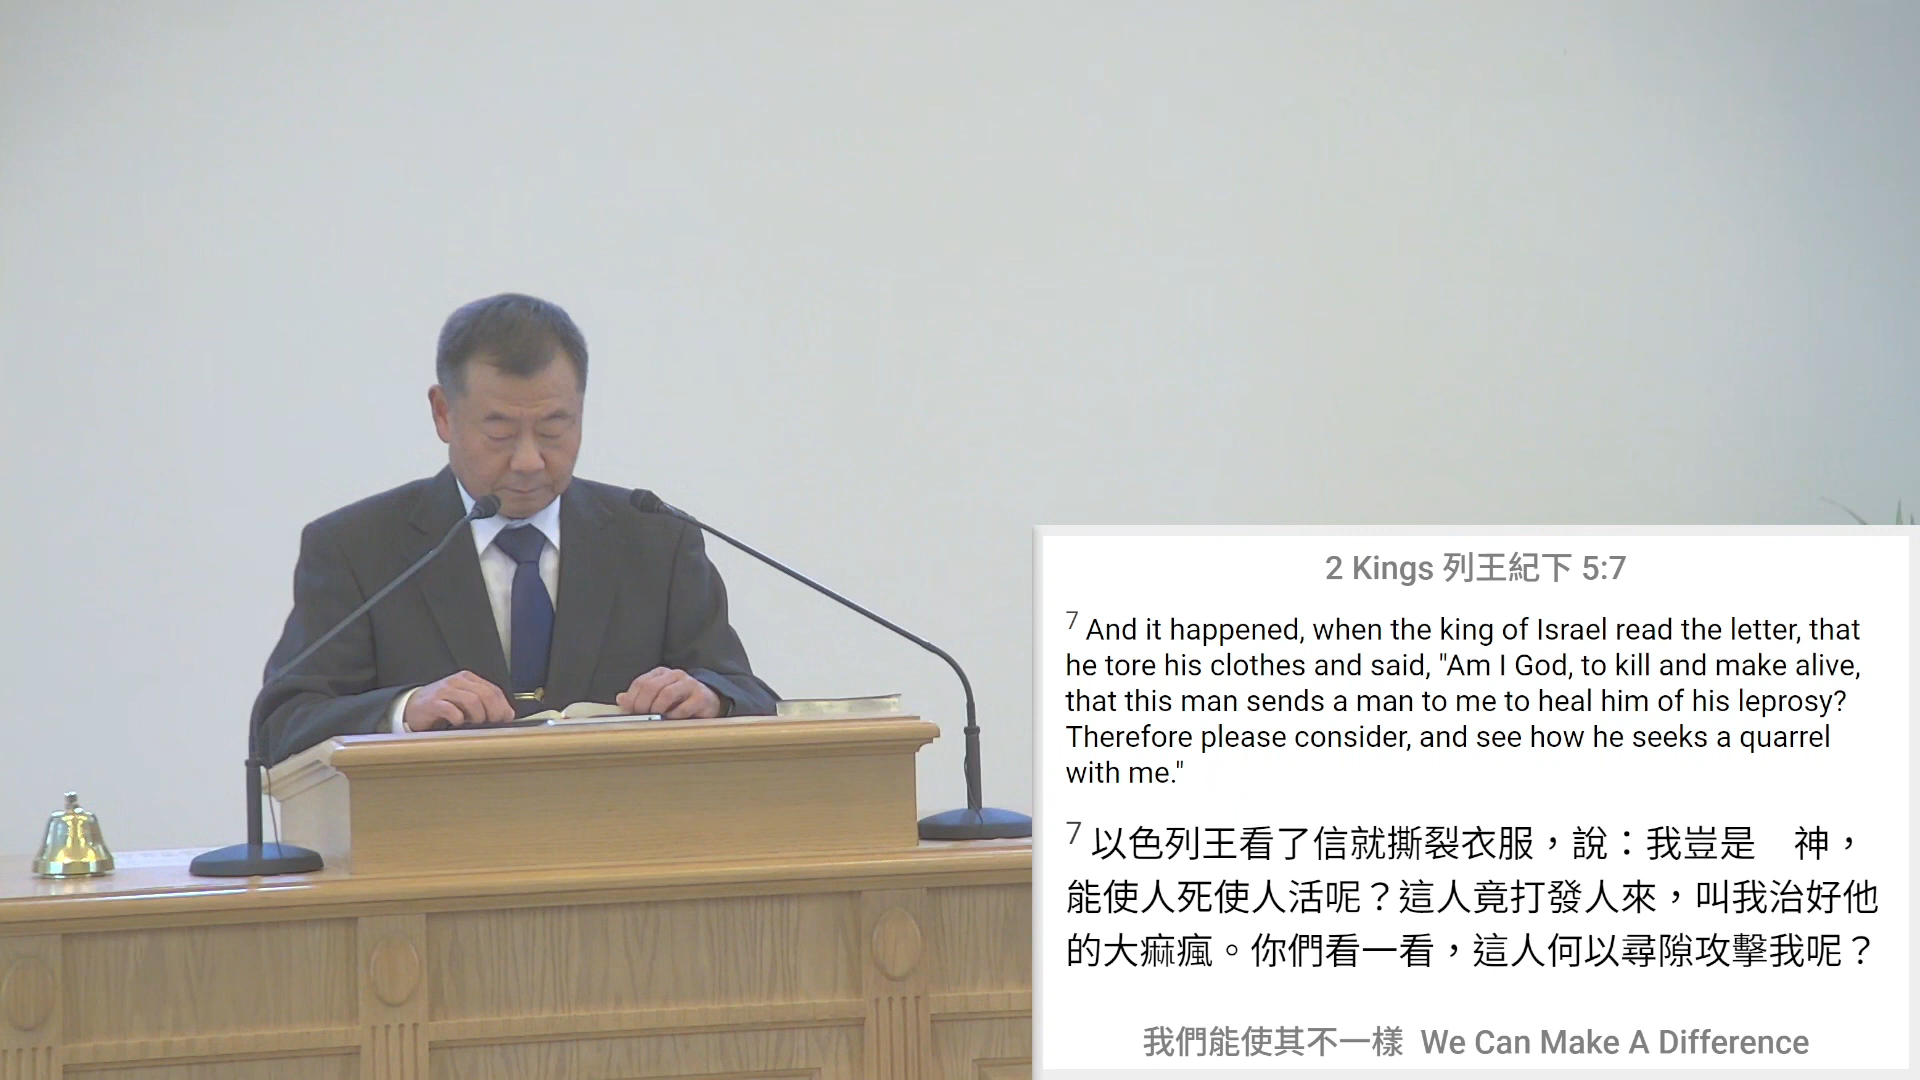 2 Kings 列王紀下 5:7
7 And it happened, when the king of Israel read the letter, that
he tore his clothes and said, "Am I God, to kill and make alive,
that this man sends a man to me to heal him of his leprosy?
Therefore please consider, and see how he seeks a quarrel
with me."
7 以色列王看了信就撕裂衣服，說：我豈是　神，
能使人死使人活呢？這人竟打發人來，叫我治好他
的大痲瘋。你們看一看，這人何以尋隙攻擊我呢？
我們能使其不一樣 We Can Make A Difference